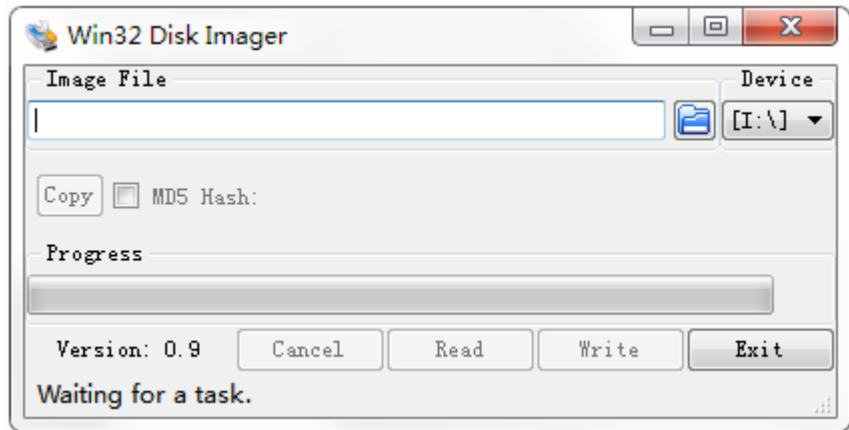 Win32 Disk Imager
Image File Device
[I:\]
Copy MD5 Hash:
Progress
Version: 0.9 Cancel Read Write Exit
Waiting for a task.